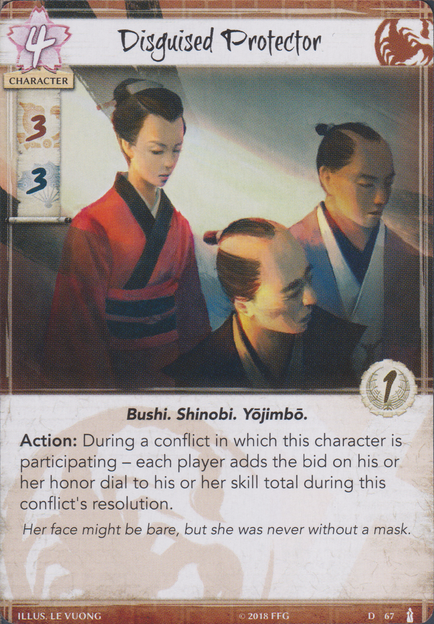 4
Disguised Protector
CHARACTER
3
3
1
Bushi. Shinobi. Yōjimbō.
Action: During a conflict in which this character is
participating – each player adds the bid on his or
her honor dial to his or her skill total during this
conflict's resolution.
Her face might be bare, but she was never without a mask.
ILLUS. LE VUONG © 2018 FFG D 67